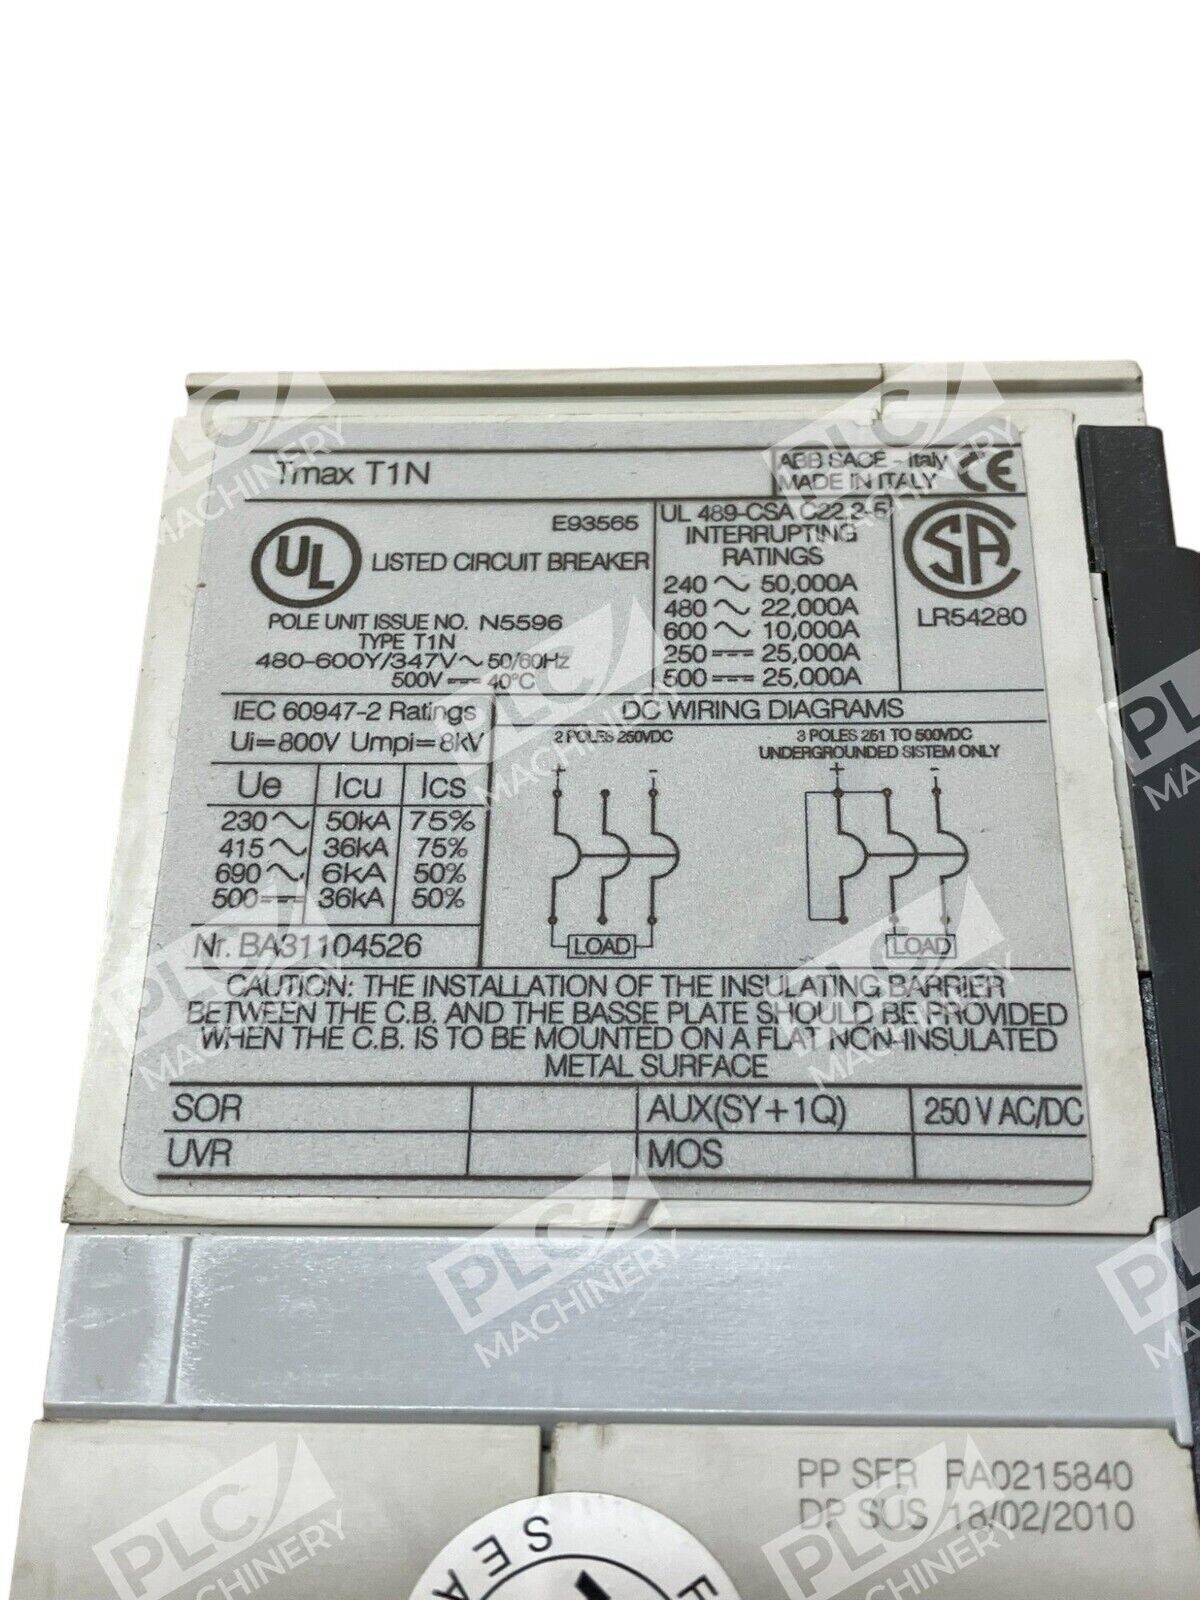 Tmax T1N
ABB SACE - Italy
MADE IN ITALY
CE
UL
E93565
LISTED CIRCUIT BREAKER
POLE UNIT ISSUE NO. N5596
TYPE T1N
480-600Y/347V~50/60Hz
500V⎓ 40°C
UL 489-CSA C22.2-5
INTERRUPTING
RATINGS
240 ~ 50,000A
480 ~ 22,000A
600 ~ 10,000A
250 ⎓ 25,000A
500 ⎓ 25,000A
SA
LR54280
IEC 60947-2 Ratings
Ui=800V Umpi=8kV
Ue Icu Ics
230~ 50kA 75%
415~ 36kA 75%
690~ 6kA 50%
500⎓ 36kA 50%
Nr. BA31104526
DC WIRING DIAGRAMS
2 POLES 250VDC
+ -
LOAD
3 POLES 251 TO 500VDC
UNDERGROUNDED SISTEM ONLY
+ -
LOAD
CAUTION: THE INSTALLATION OF THE INSULATING BARRIER
BETWEEN THE C.B. AND THE BASSE PLATE SHOULD BE PROVIDED
WHEN THE C.B. IS TO BE MOUNTED ON A FLAT NON-INSULATED
METAL SURFACE
SOR AUX(SY+1Q) 250 V AC/DC
UVR MOS
PP SFR RA0215840
DP SUS 18/02/2010
PLC MACHINERY